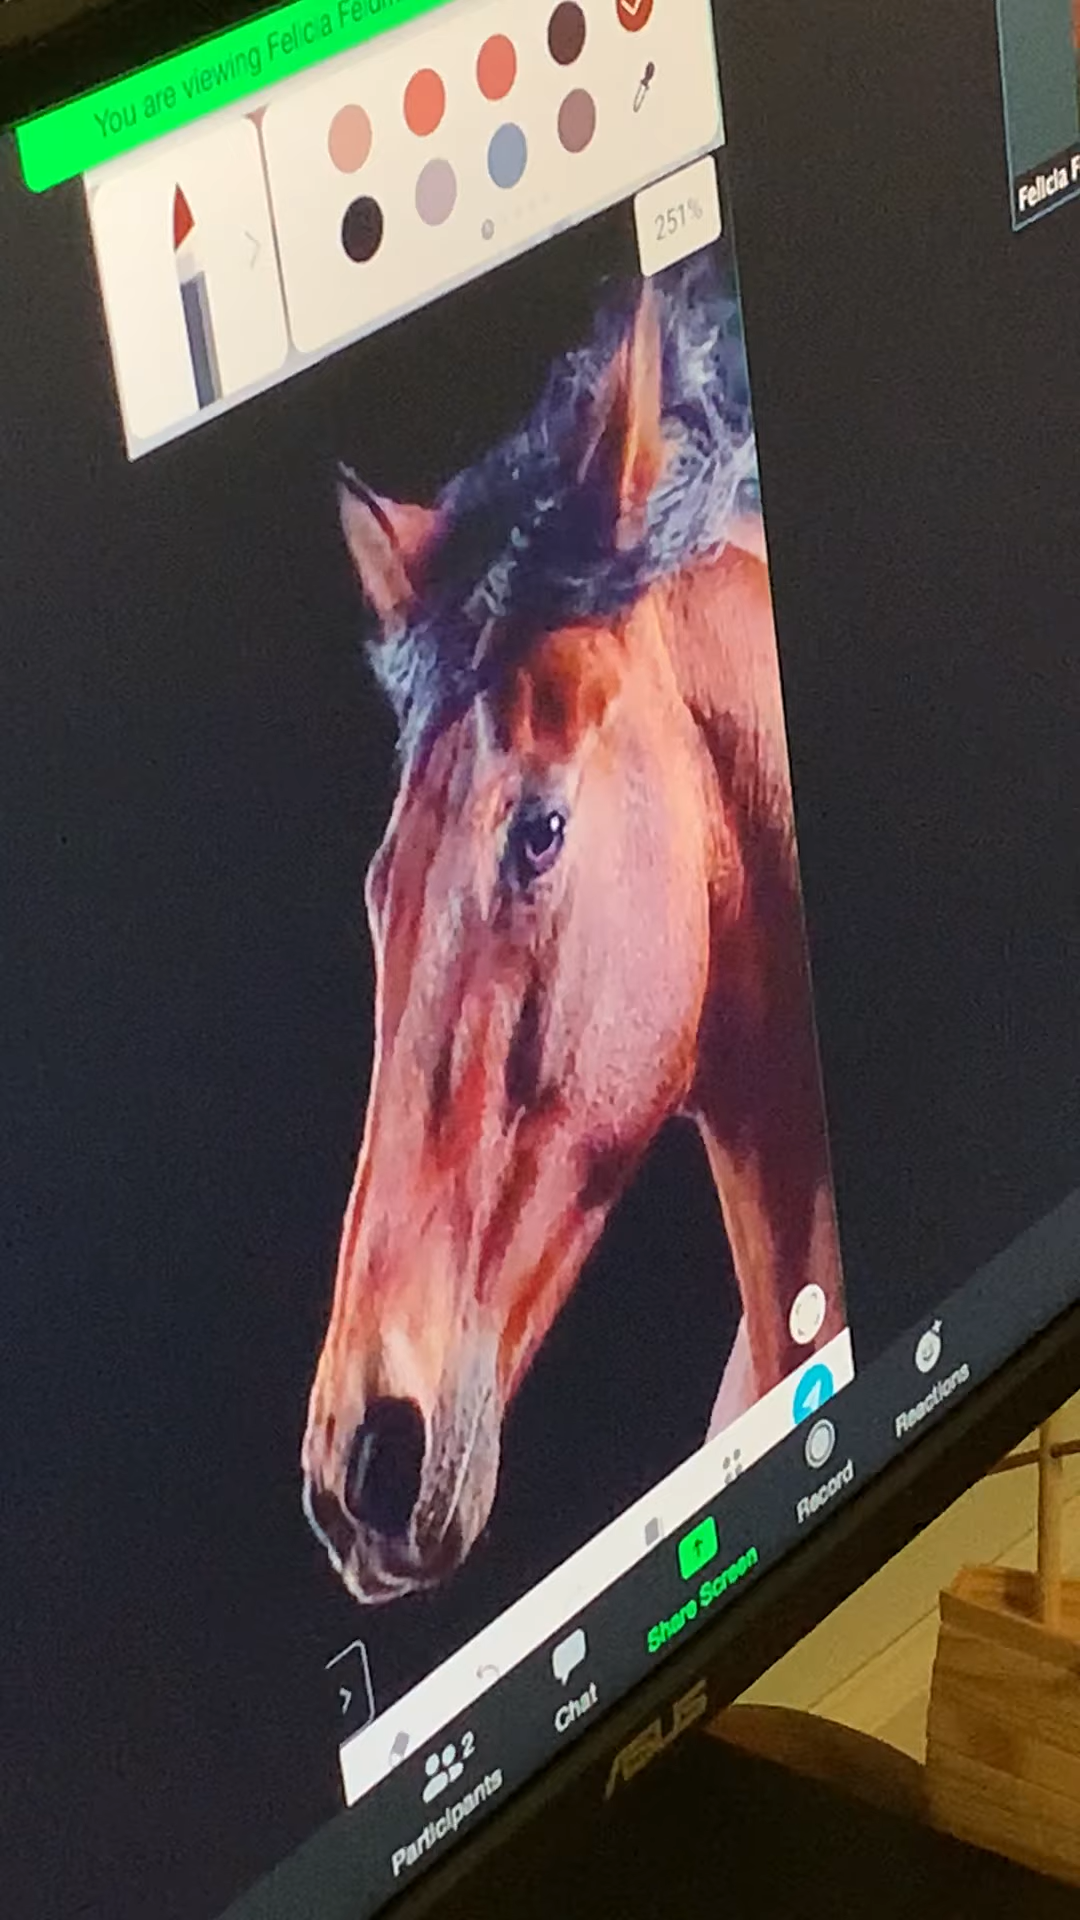 You are viewing Felicia
251%
Felicia F
Reactions
Record
Share Screen
Chat
2
Participants
ASUS